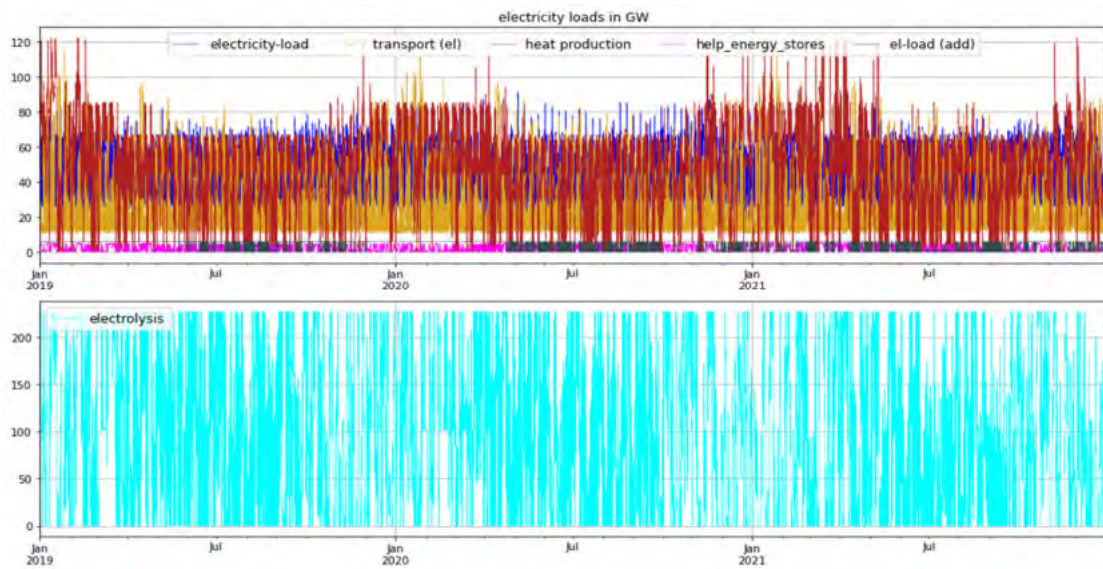 electricity loads in GW
electricity-load transport (el) heat production help_energy_stores el-load (add)
120
100
80
60
40
20
0
Jan Jul Jan Jul Jan Jul
2019 2020 2021
electrolysis
200
150
100
50
0
Jan Jul Jan Jul Jan Jul
2019 2020 2021